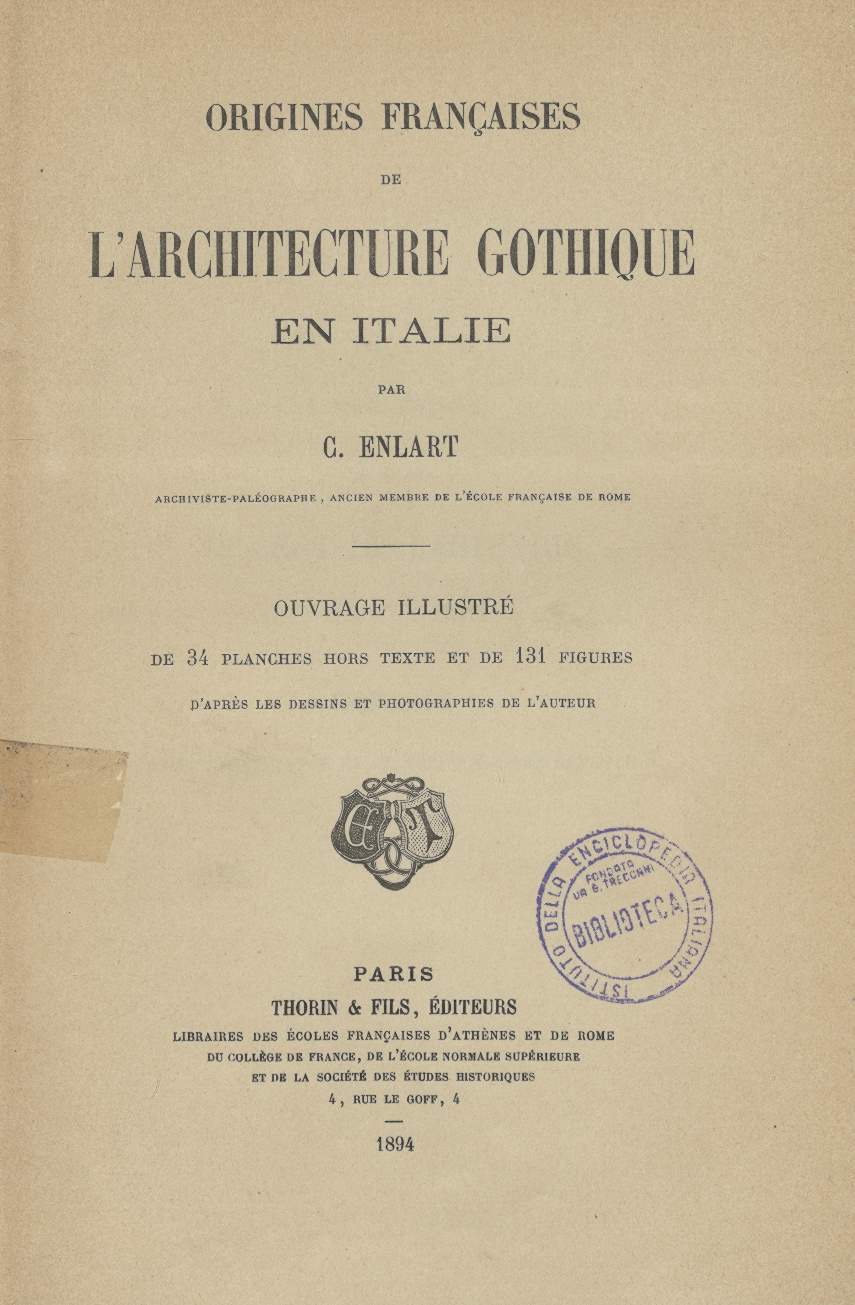 ORIGINES FRANÇAISES
DE
L'ARCHITECTURE GOTHIQUE
EN ITALIE
PAR
C. ENLART
ARCHIVISTE-PALÉOGRAPHE, ANCIEN MEMBRE DE L'ÉCOLE FRANÇAISE DE ROME
OUVRAGE ILLUSTRÉ
DE 34 PLANCHES HORS TEXTE ET DE 131 FIGURES
D'APRÈS LES DESSINS ET PHOTOGRAPHIES DE L'AUTEUR
ISTITUTO DELLA ENCICLOPEDIA ITALIANA
FONDATA
DA G. TRECCANI
BIBLIOTECA
PARIS
THORIN & FILS, ÉDITEURS
LIBRAIRES DES ÉCOLES FRANÇAISES D'ATHÈNES ET DE ROME
DU COLLÈGE DE FRANCE, DE L'ÉCOLE NORMALE SUPÉRIEURE
ET DE LA SOCIÉTÉ DES ÉTUDES HISTORIQUES
4, RUE LE GOFF, 4
1894